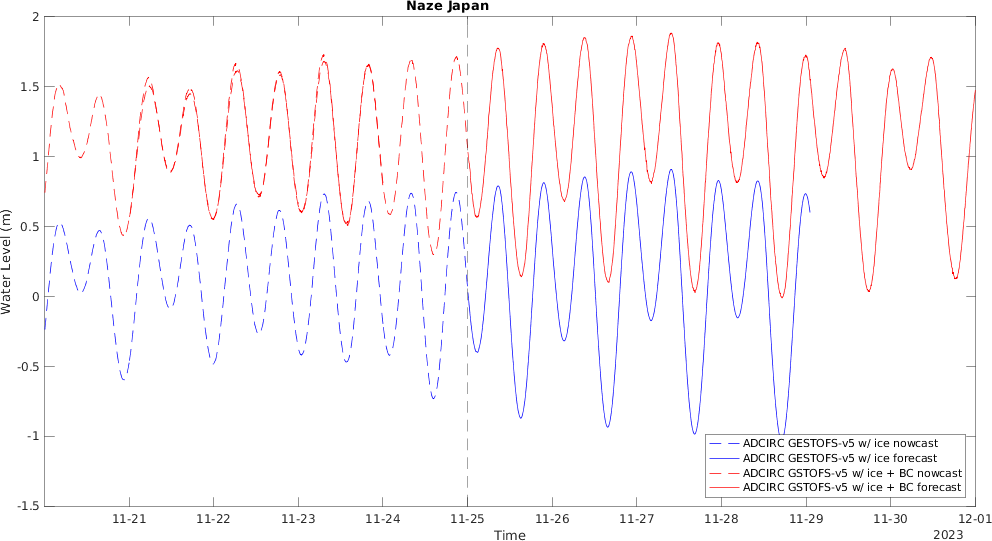 Naze Japan
2
1.5
1
0.5
0
-0.5
-1
-1.5
Water Level (m)
ADCIRC GESTOFS-v5 w/ ice nowcast
ADCIRC GESTOFS-v5 w/ ice forecast
ADCIRC GSTOFS-v5 w/ ice + BC nowcast
ADCIRC GSTOFS-v5 w/ ice + BC forecast
11-21 11-22 11-23 11-24 11-25 11-26 11-27 11-28 11-29 11-30 12-01
Time
2023